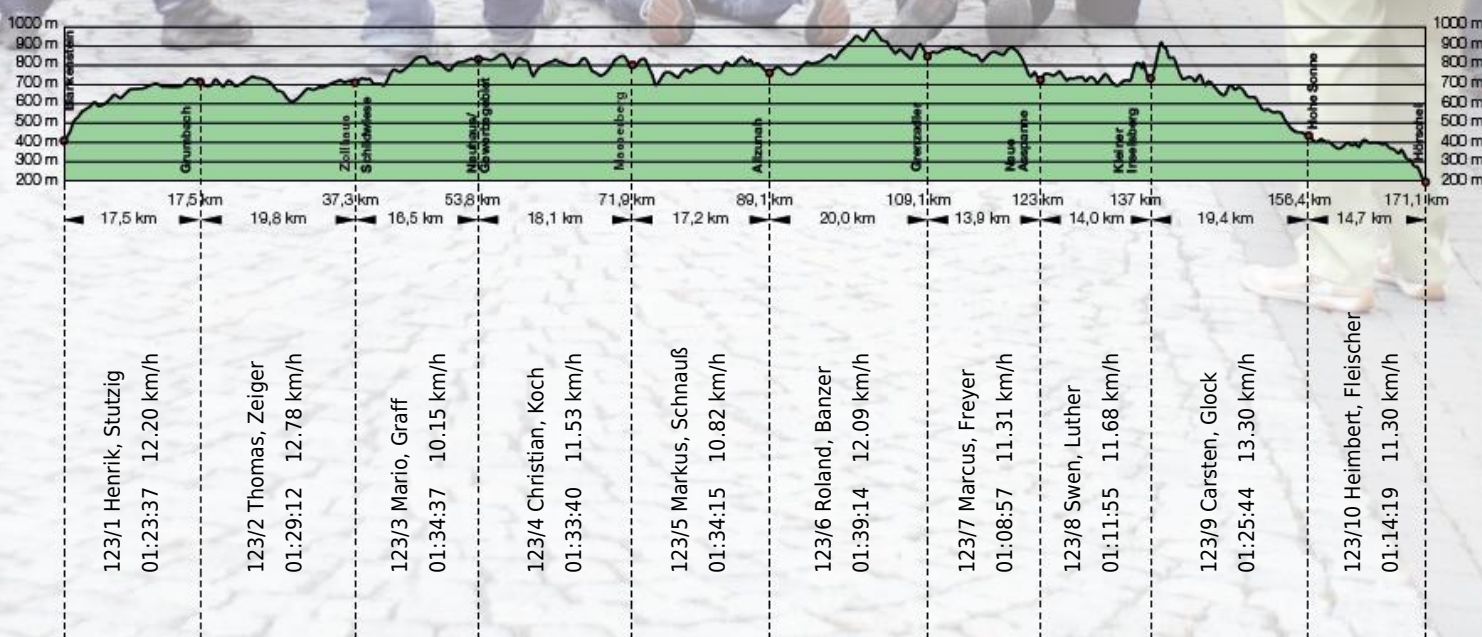 1000 m
900 m
800 m
700 m
600 m
500 m
400 m
300 m
200 m
1000 m
900 m
800 m
700 m
600 m
500 m
400 m
300 m
200 m
Blankenstein
Grumbach
Zollhaus
Schildwiese
Neuhaus/
Masserberg
Allzunah
Grenzadler
Neue
Ausspanne
Kleiner
Inselsberg
Hohe Sonne
Hörschel
17,5 km
37,3 km
53,8 km
71,9 km
89,1 km
109,1 km
123 km
137 km
156,4 km
171,1 km
17,5 km
19,8 km
16,5 km
18,1 km
17,2 km
20,0 km
13,9 km
14,0 km
19,4 km
14,7 km
123/1 Henrik, Stutzig
01:23:37 12.20 km/h
123/2 Thomas, Zeiger
01:29:12 12.78 km/h
123/3 Mario, Graff
01:34:37 10.15 km/h
123/4 Christian, Koch
01:33:40 11.53 km/h
123/5 Markus, Schnauß
01:34:15 10.82 km/h
123/6 Roland, Banzer
01:39:14 12.09 km/h
123/7 Marcus, Freyer
01:08:57 11.31 km/h
123/8 Swen, Luther
01:11:55 11.68 km/h
123/9 Carsten, Glock
01:25:44 13.30 km/h
123/10 Heimbert, Fleischer
01:14:19 11.30 km/h